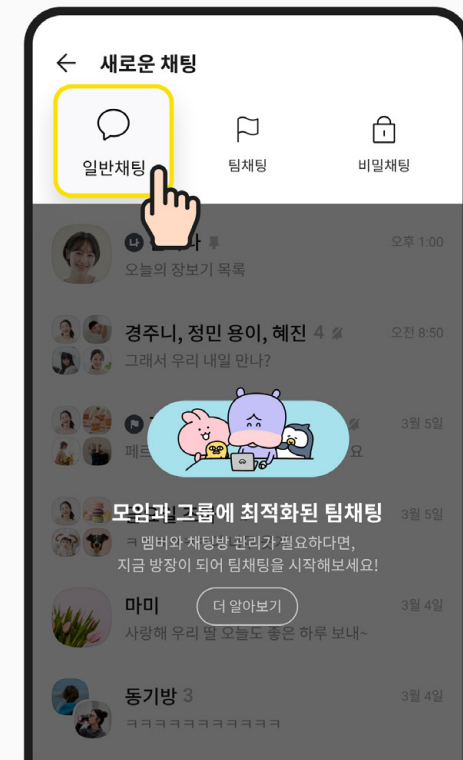 새로운 채팅
일반채팅
팀채팅
비밀채팅
나
오후 1:00
오늘의 장보기 목록
경주니, 정민 용이, 혜진 4
오전 8:50
그래서 우리 내일 만나?
3월 5일
모임과 그룹에 최적화된 팀채팅
3월 5일
멤버와 채팅방 관리가 필요하다면,
지금 방장이 되어 팀채팅을 시작해보세요!
마미
더 알아보기
3월 4일
사랑해 우리 딸 오늘도 좋은 하루 보내~
동기방 3
3월 4일
ㅋㅋㅋㅋㅋㅋㅋㅋㅋㅋㅋ